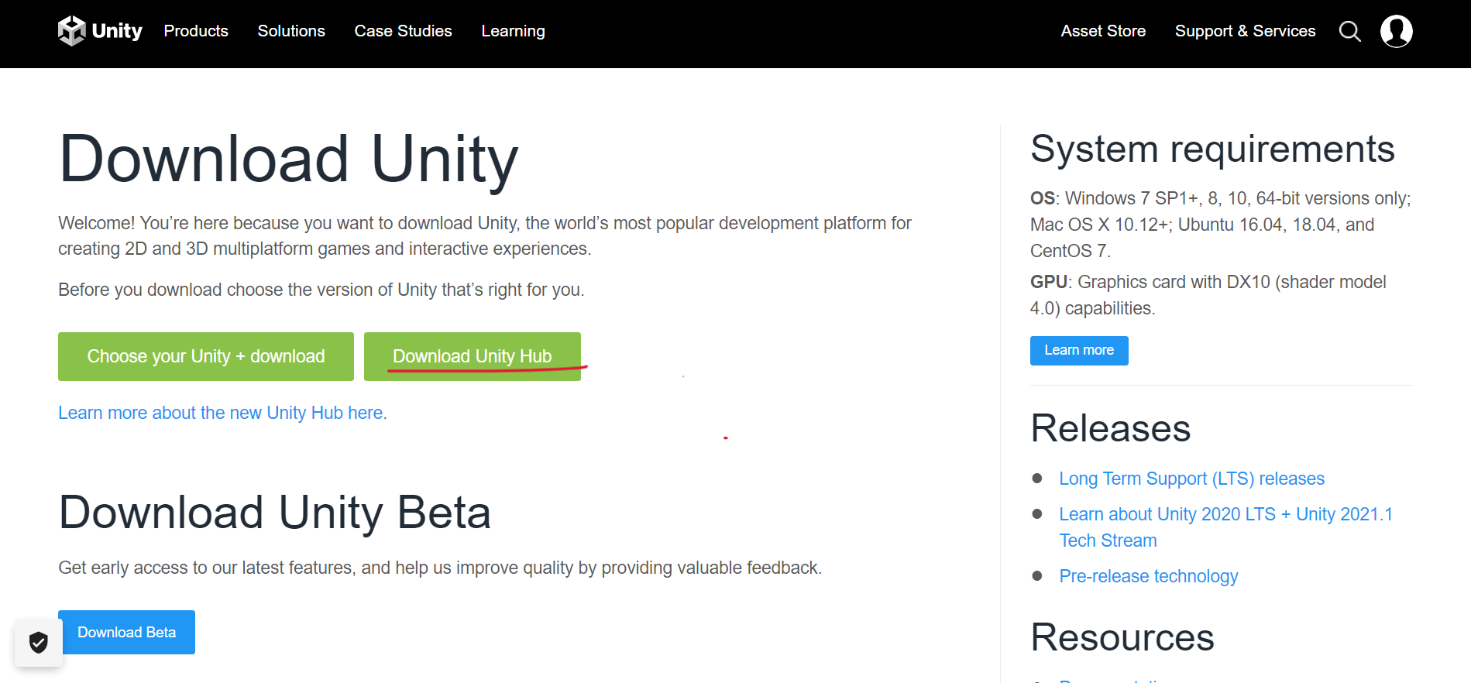 Unity Products Solutions Case Studies Learning Asset Store Support & Services
Download Unity
Welcome! You’re here because you want to download Unity, the world’s most popular development platform for
creating 2D and 3D multiplatform games and interactive experiences.
Before you download choose the version of Unity that’s right for you.
Choose your Unity + download Download Unity Hub
Learn more about the new Unity Hub here.
Download Unity Beta
Get early access to our latest features, and help us improve quality by providing valuable feedback.
Download Beta
System requirements
OS: Windows 7 SP1+, 8, 10, 64-bit versions only;
Mac OS X 10.12+; Ubuntu 16.04, 18.04, and
CentOS 7.
GPU: Graphics card with DX10 (shader model
4.0) capabilities.
Learn more
Releases
Long Term Support (LTS) releases
Learn about Unity 2020 LTS + Unity 2021.1
Tech Stream
Pre-release technology
Resources